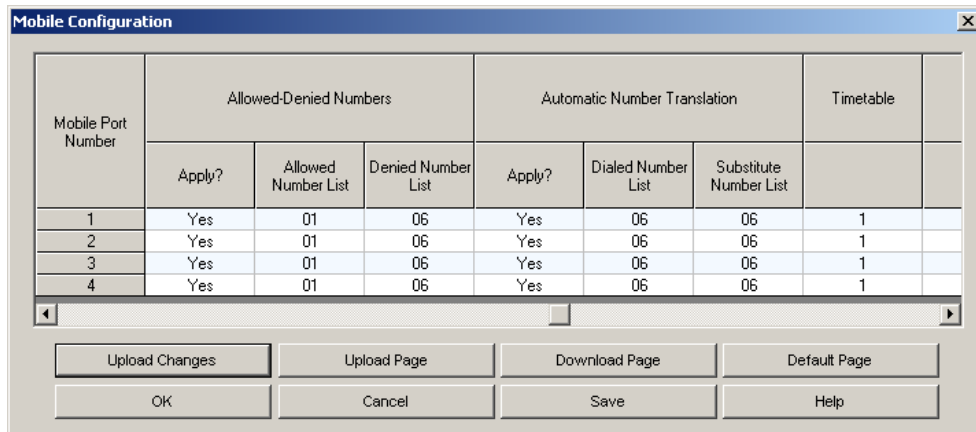 Mobile Configuration
Mobile Port Number
Allowed-Denied Numbers
Automatic Number Translation
Timetable
Apply?
Allowed Number List
Denied Number List
Apply?
Dialed Number List
Substitute Number List
1 Yes 01 06 Yes 06 06 1
2 Yes 01 06 Yes 06 06 1
3 Yes 01 06 Yes 06 06 1
4 Yes 01 06 Yes 06 06 1
Upload Changes Upload Page Download Page Default Page
OK Cancel Save Help